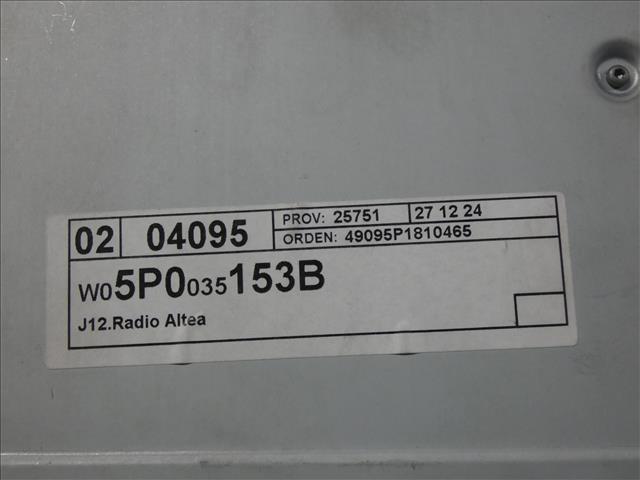 02 04095 PROV: 25751 27 12 24
ORDEN: 49095P1810465
W05P0035153B
J12.Radio Altea